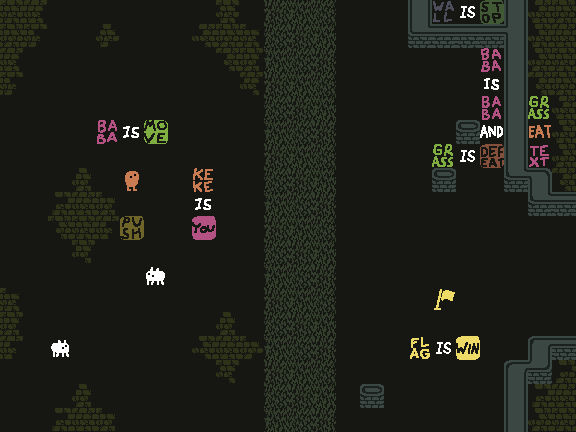 WALL IS STOP
BABA
IS
BABA GRASS
AND EAT
BABA IS MOVE
GRASS IS DEFEAT TEXT
KEKE
IS
PUSH YOU
FLAG IS WIN